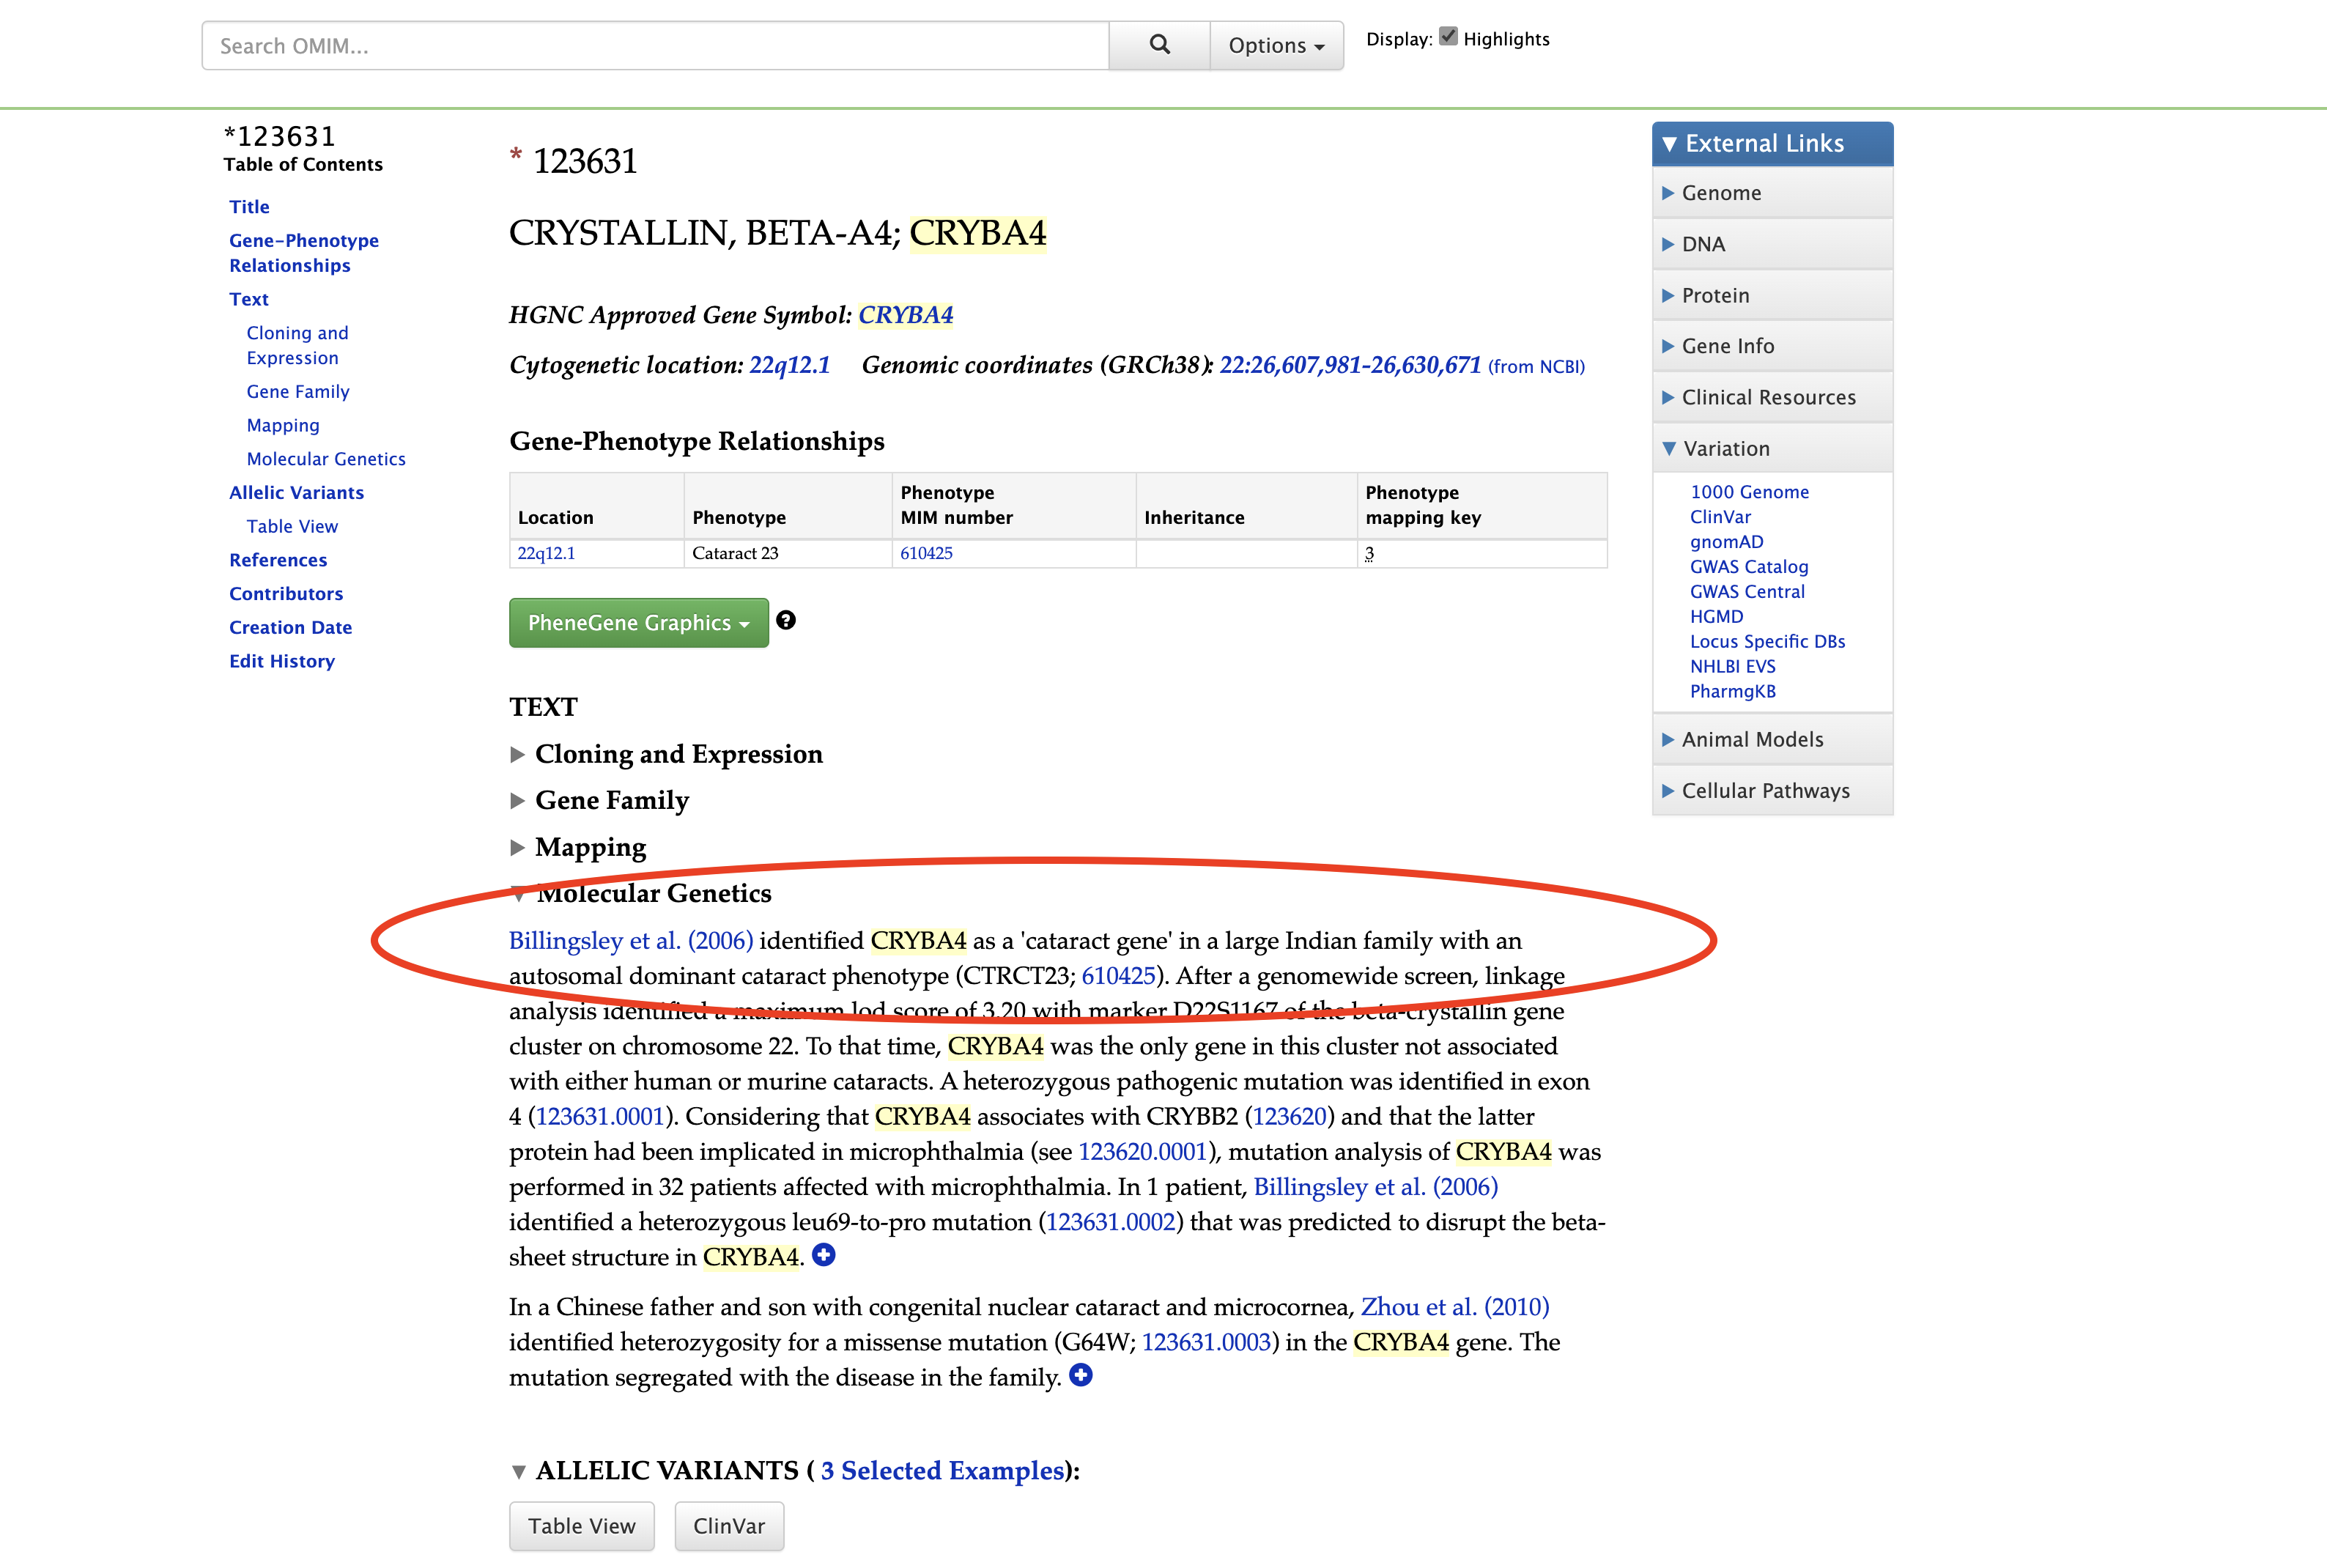 Search OMIM...
Options
Display: Highlights
*123631
Table of Contents
Title
Gene-Phenotype
Relationships
Text
Cloning and
Expression
Gene Family
Mapping
Molecular Genetics
Allelic Variants
Table View
References
Contributors
Creation Date
Edit History
* 123631
CRYSTALLIN, BETA-A4; CRYBA4
HGNC Approved Gene Symbol: CRYBA4
Cytogenetic location: 22q12.1 Genomic coordinates (GRCh38): 22:26,607,981-26,630,671 (from NCBI)
Gene-Phenotype Relationships
Location Phenotype Phenotype MIM number Inheritance Phenotype mapping key
22q12.1 Cataract 23 610425 3
PheneGene Graphics ?
TEXT
Cloning and Expression
Gene Family
Mapping
Molecular Genetics
Billingsley et al. (2006) identified CRYBA4 as a 'cataract gene' in a large Indian family with an
autosomal dominant cataract phenotype (CTRCT23; 610425). After a genomewide screen, linkage
analysis identified a maximum lod score of 3.20 with marker D22S1167 of the beta-crystallin gene
cluster on chromosome 22. To that time, CRYBA4 was the only gene in this cluster not associated
with either human or murine cataracts. A heterozygous pathogenic mutation was identified in exon
4 (123631.0001). Considering that CRYBA4 associates with CRYBB2 (123620) and that the latter
protein had been implicated in microphthalmia (see 123620.0001), mutation analysis of CRYBA4 was
performed in 32 patients affected with microphthalmia. In 1 patient, Billingsley et al. (2006)
identified a heterozygous leu69-to-pro mutation (123631.0002) that was predicted to disrupt the beta-
sheet structure in CRYBA4.
In a Chinese father and son with congenital nuclear cataract and microcornea, Zhou et al. (2010)
identified heterozygosity for a missense mutation (G64W; 123631.0003) in the CRYBA4 gene. The
mutation segregated with the disease in the family.
ALLELIC VARIANTS ( 3 Selected Examples):
Table View ClinVar
External Links
Genome
DNA
Protein
Gene Info
Clinical Resources
Variation
1000 Genome
ClinVar
gnomAD
GWAS Catalog
GWAS Central
HGMD
Locus Specific DBs
NHLBI EVS
PharmgKB
Animal Models
Cellular Pathways